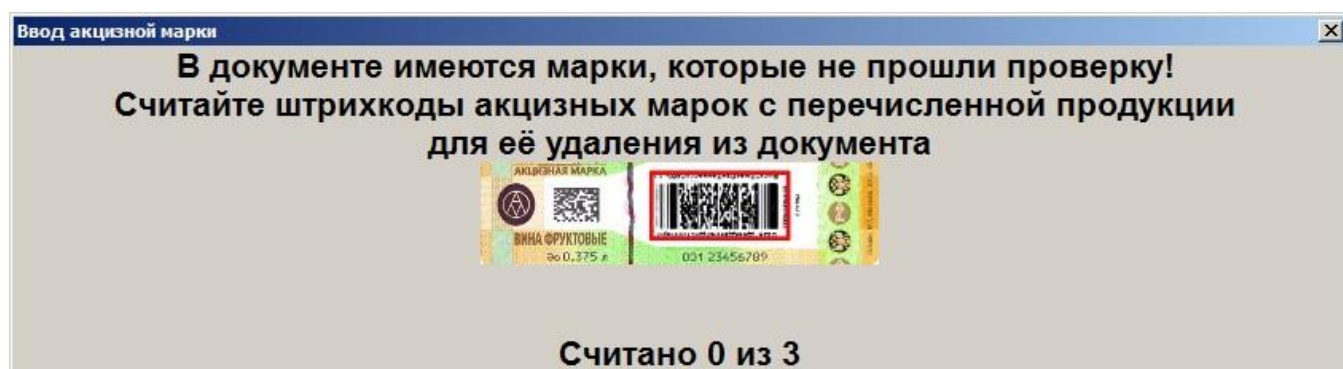 Ввод акцизной марки
В документе имеются марки, которые не прошли проверку!
Считайте штрихкоды акцизных марок с перечисленной продукции
для её удаления из документа
АКЦИЗНАЯ МАРКА
ВИНА ФРУКТОВЫЕ
до 0,375 л
001 23456789
Считано 0 из 3